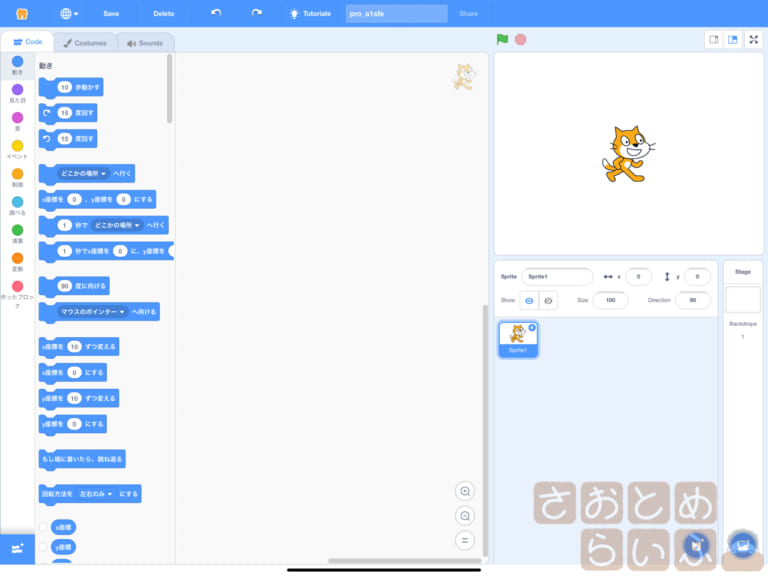 Save Delete Tutorials pro_a1sfe Share
Code Costumes Sounds
動き
見た目
音
イベント
制御
調べる
演算
変数
作ったブロック
動き
10 歩動かす
15 度回す
15 度回す
どこかの場所 へ行く
x座標を 0 、y座標を 0 にする
1 秒で どこかの場所 へ行く
1 秒でx座標を 0 に、y座標を
90 度に向ける
マウスのポインター へ向ける
x座標を 10 ずつ変える
x座標を 0 にする
y座標を 10 ずつ変える
y座標を 0 にする
もし端に着いたら、跳ね返る
回転方法を 左右のみ にする
x座標
y座標
Sprite Sprite1 x 0 y 0
Show Size 100 Direction 90
Sprite1
Stage
Backdrops
1
さおとめ
らいふ